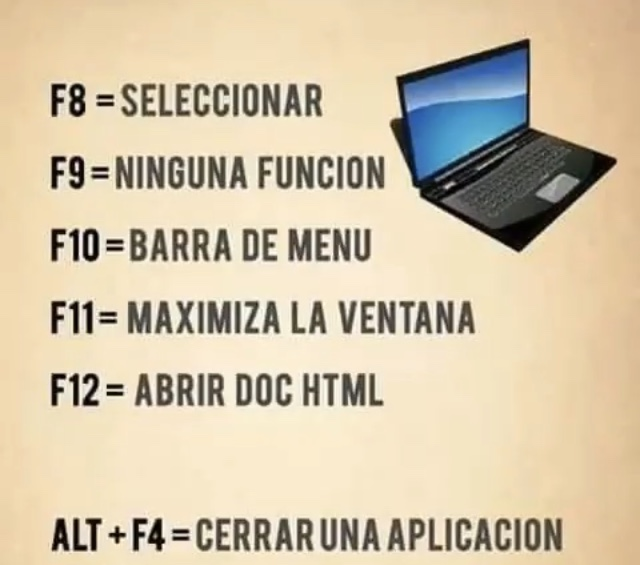 F8 = SELECCIONAR
F9 = NINGUNA FUNCION
F10 = BARRA DE MENU
F11 = MAXIMIZA LA VENTANA
F12 = ABRIR DOC HTML
ALT + F4 = CERRAR UNA APLICACION